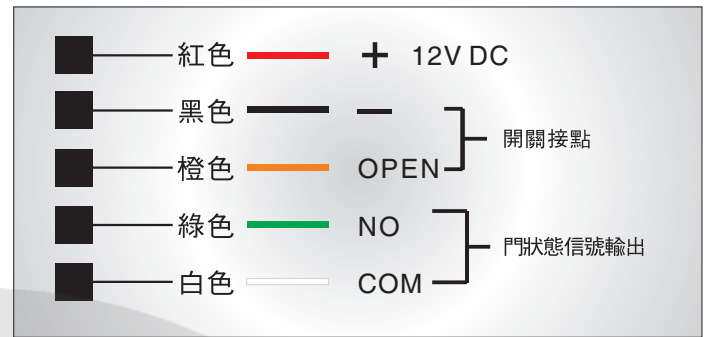 紅色 + 12V DC
黑色 —
開關接點
橙色 OPEN
綠色 NO
門狀態信號輸出
白色 COM